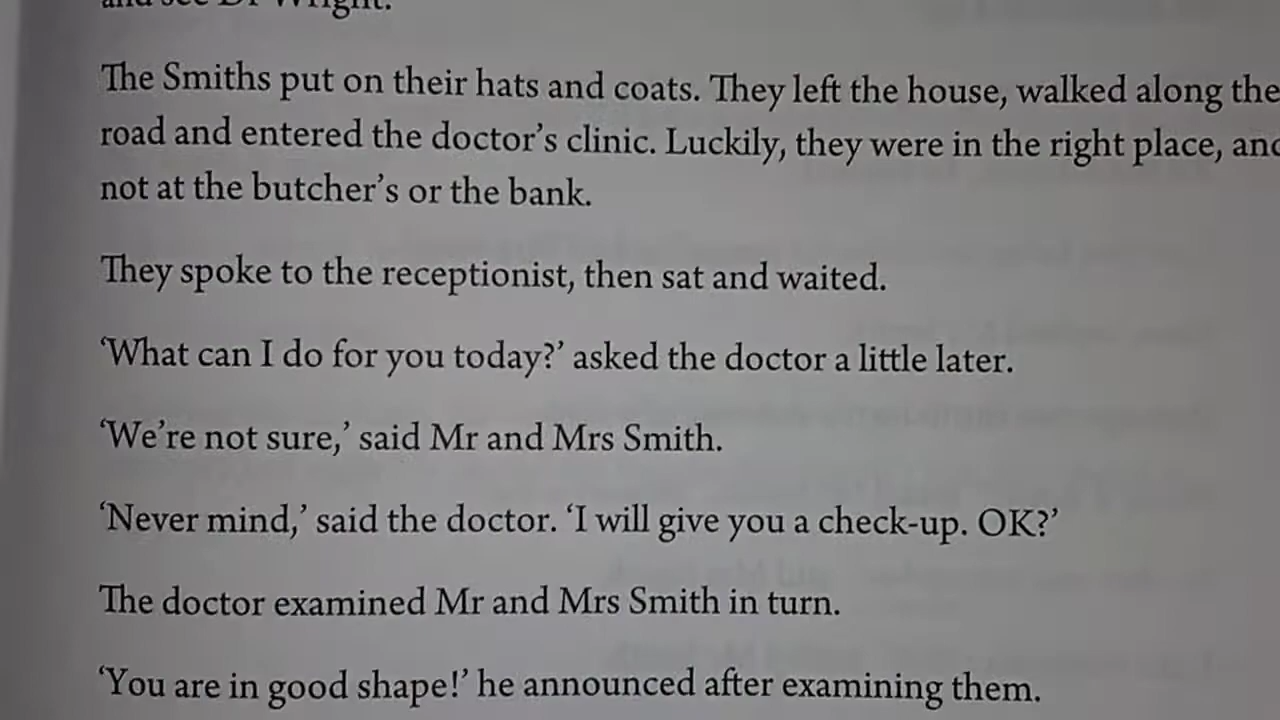 and see Dr Wright.
The Smiths put on their hats and coats. They left the house, walked along the
road and entered the doctor’s clinic. Luckily, they were in the right place, and
not at the butcher’s or the bank.
They spoke to the receptionist, then sat and waited.
‘What can I do for you today?’ asked the doctor a little later.
‘We’re not sure,’ said Mr and Mrs Smith.
‘Never mind,’ said the doctor. ‘I will give you a check-up. OK?’
The doctor examined Mr and Mrs Smith in turn.
‘You are in good shape!’ he announced after examining them.